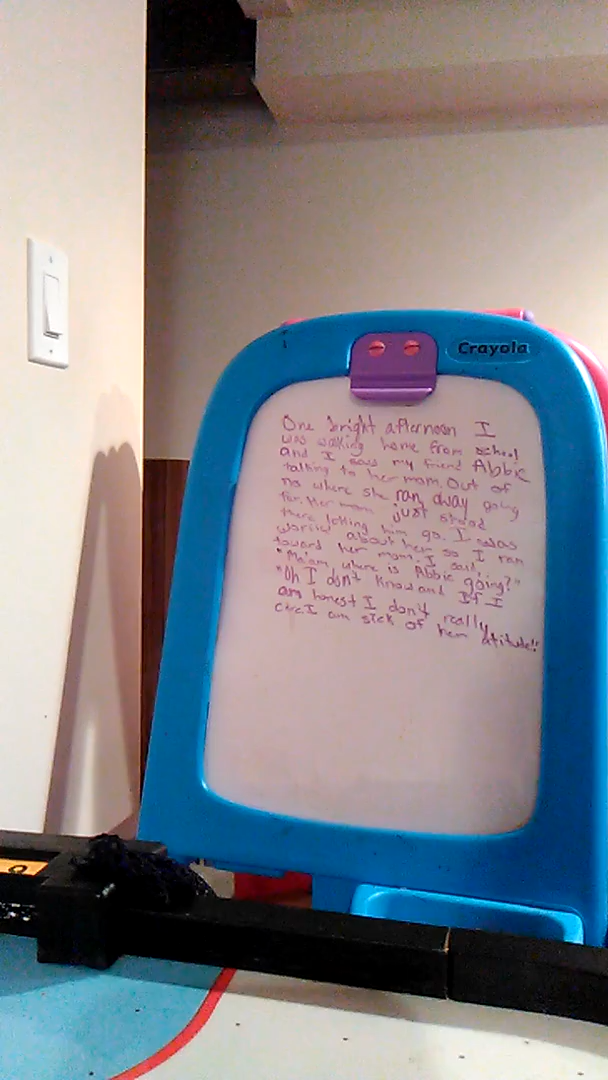 Crayola
One bright afternoon I
was walking home from school
and I saw my friend Abbie
talking to her mom. Out of
no where she ran away going
far. Her mom just stood
there letting him go. I was
worried about her so I ran
toward her mom. I said,
"Ma'am, where is Abbie going?"
"Oh I don't know and If I
am honest I don't really
care. I am sick of her atitude!!